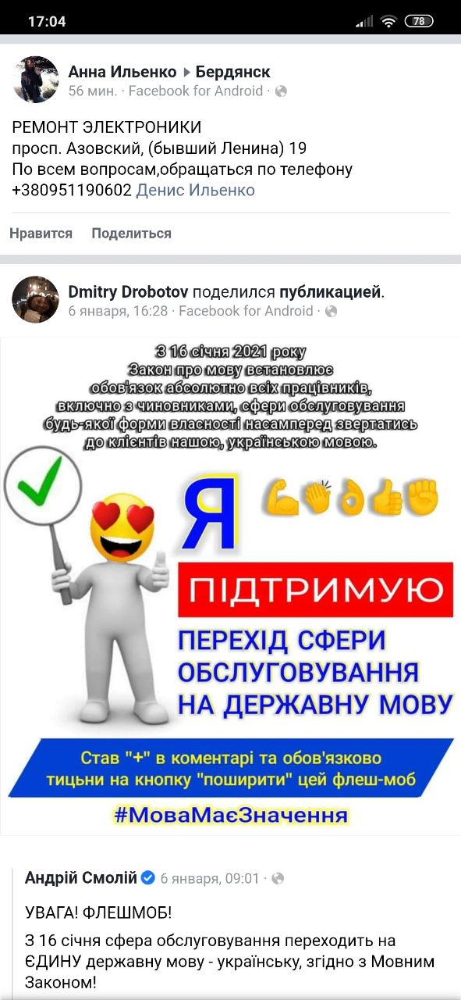 17:04
78
Анна Ильенко ▸ Бердянск
56 мин. · Facebook for Android ·
РЕМОНТ ЭЛЕКТРОНИКИ
просп. Азовский, (бывший Ленина) 19
По всем вопросам,обращаться по телефону
+380951190602 Денис Ильенко
Нравится Поделиться
Dmitry Drobotov поделился публикацией.
6 января, 16:28 · Facebook for Android ·
З 16 січня 2021 року
Закон про мову встановлює
обов'язок абсолютно всіх працівників,
включно з чиновниками, сфери обслуговування
будь-якої форми власності насамперед звертатись
до клієнтів нашою, українською мовою.
Я
ПІДТРИМУЮ
ПЕРЕХІД СФЕРИ
ОБСЛУГОВУВАННЯ
НА ДЕРЖАВНУ МОВУ
Став "+" в коментарі та обов'язково
тицьни на кнопку "поширити" цей флеш-моб
#МоваМаєЗначення
Андрій Смолій 6 января, 09:01 ·
УВАГА! ФЛЕШМОБ!
З 16 січня сфера обслуговування переходить на
ЄДИНУ державну мову - українську, згідно з Мовним
Законом!